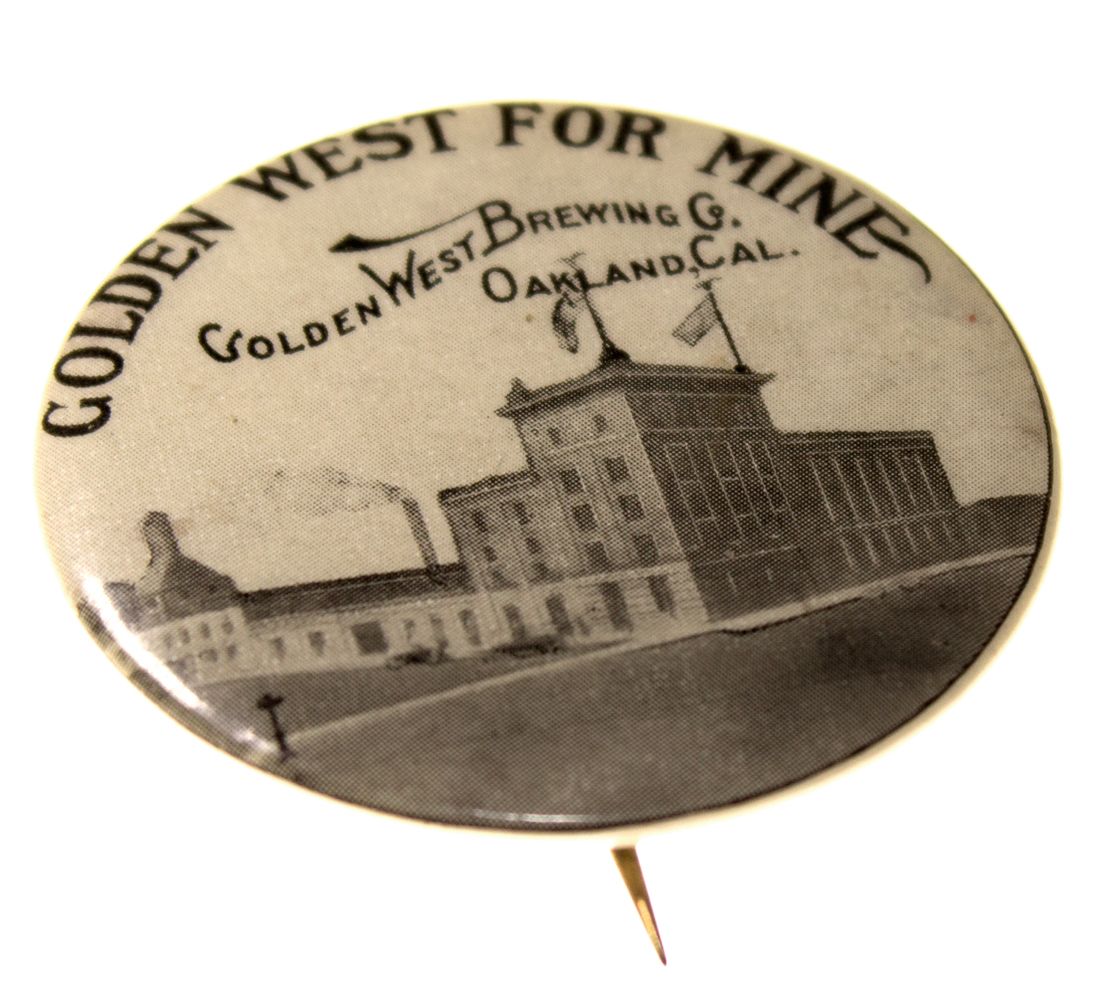 GOLDEN WEST FOR MINE
GOLDEN WEST BREWING CO.
OAKLAND, CAL.